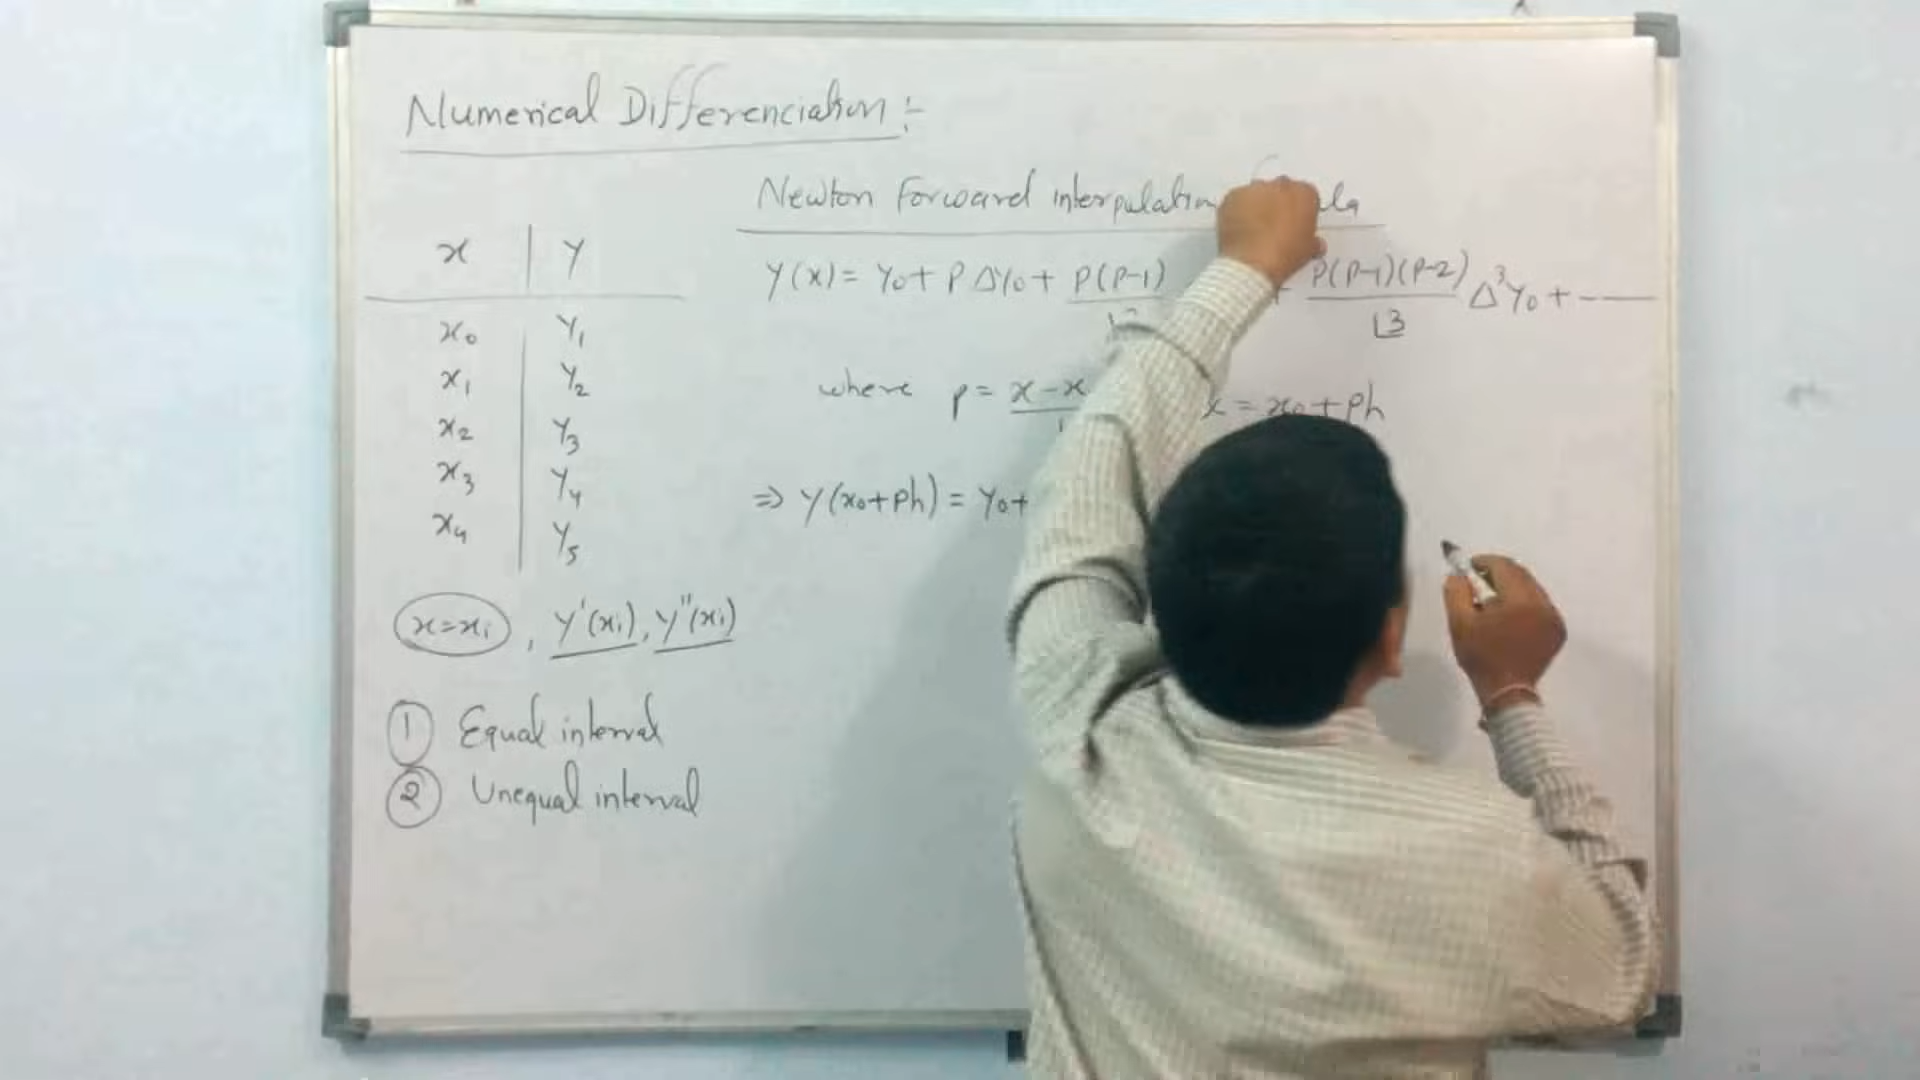 Numerical Differenciation :-
x | y
x₀ y₁
x₁ y₂
x₂ y₃
x₃ y₄
x₄ y₅
x=xᵢ , y'(xᵢ), y''(xᵢ)
① Equal interval
② Unequal interval
Newton Forward interpulation
y(x) = y₀ + P Δy₀ + P(P-1) + P(P-1)(P-2) / ⌊3 Δ³y₀ + -----
where p = x - x x = x₀ + ph
⇒ y(x₀+ph) = y₀ +